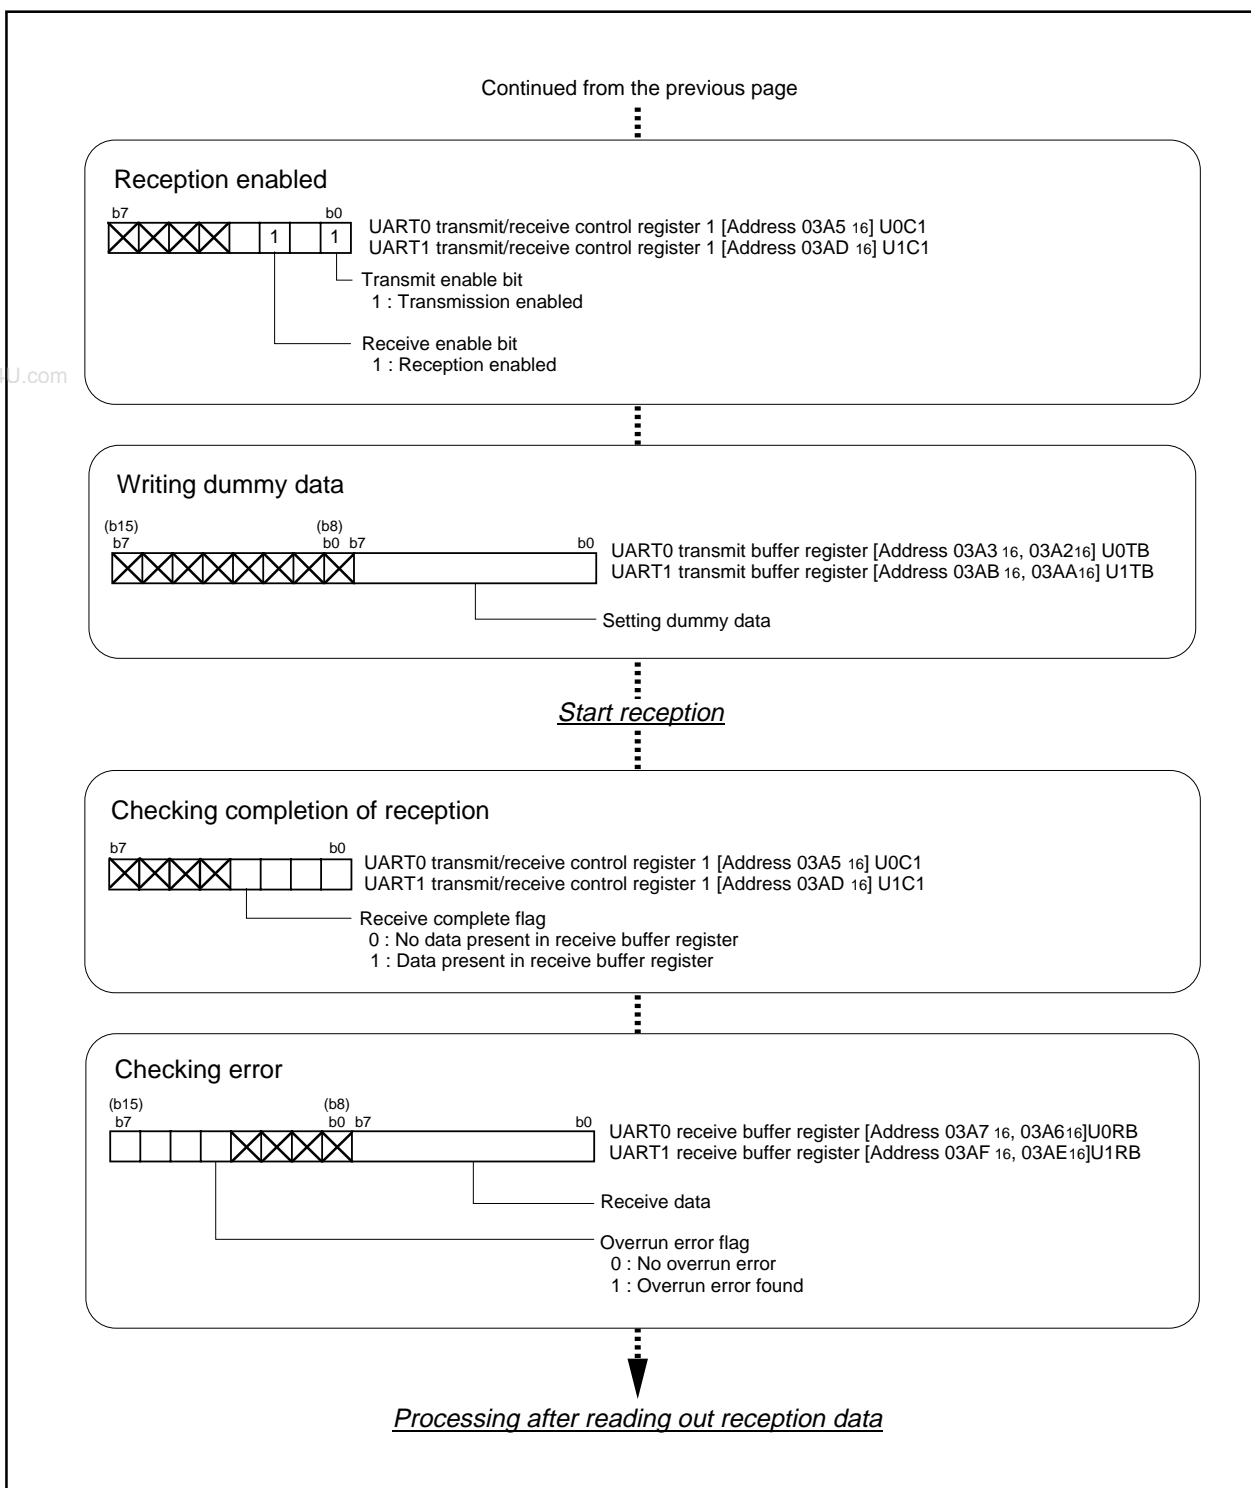 Continued from the previous page
Reception enabled
b7 b0
1 1
UART0 transmit/receive control register 1 [Address 03A5 16] U0C1
UART1 transmit/receive control register 1 [Address 03AD 16] U1C1
Transmit enable bit
1 : Transmission enabled
Receive enable bit
1 : Reception enabled
4U.com
Writing dummy data
(b15) (b8)
b7 b0 b7 b0
UART0 transmit buffer register [Address 03A3 16, 03A216] U0TB
UART1 transmit buffer register [Address 03AB 16, 03AA16] U1TB
Setting dummy data
Start reception
Checking completion of reception
b7 b0
UART0 transmit/receive control register 1 [Address 03A5 16] U0C1
UART1 transmit/receive control register 1 [Address 03AD 16] U1C1
Receive complete flag
0 : No data present in receive buffer register
1 : Data present in receive buffer register
Checking error
(b15) (b8)
b7 b0 b7 b0
UART0 receive buffer register [Address 03A7 16, 03A616]U0RB
UART1 receive buffer register [Address 03AF 16, 03AE16]U1RB
Receive data
Overrun error flag
0 : No overrun error
1 : Overrun error found
Processing after reading out reception data